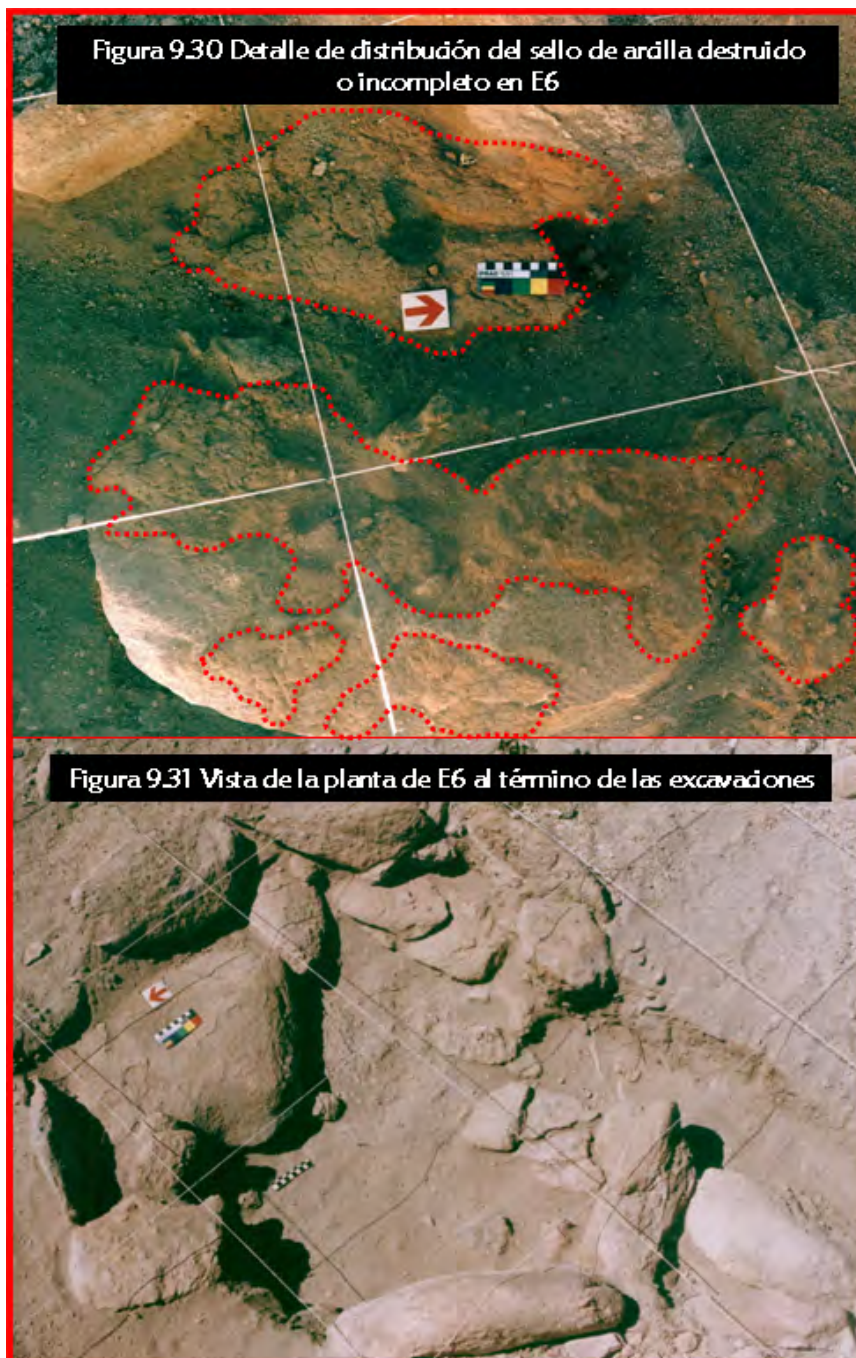 Figura 9.30 Detalle de distribución del sello de arcilla destruido
o incompleto en E6
Figura 9.31 Vista de la planta de E6 al término de las excavaciones